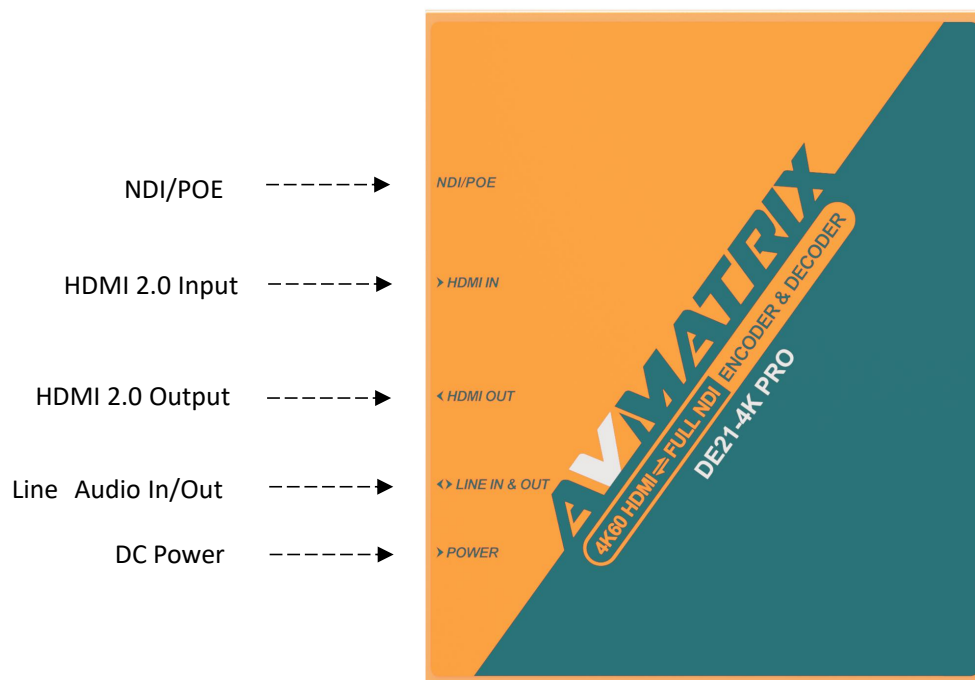 NDI/POE
HDMI 2.0 Input
HDMI 2.0 Output
Line Audio In/Out
DC Power
NDI/POE
HDMI IN
HDMI OUT
LINE IN & OUT
POWER
AVMATRIX
4K60 HDMI⇌FULL NDI ENCODER & DECODER
DE21-4K PRO